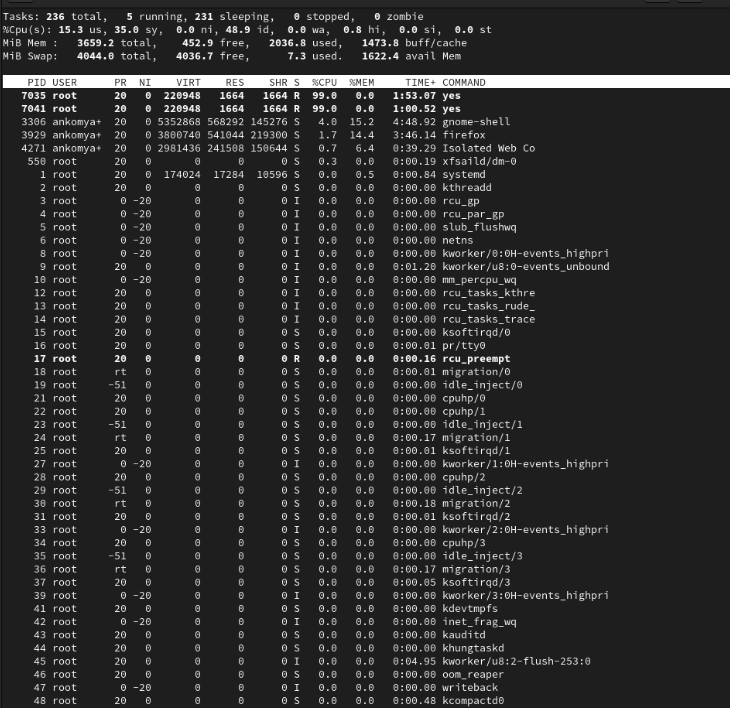 Tasks: 236 total, 5 running, 231 sleeping, 0 stopped, 0 zombie
%Cpu(s): 15.3 us, 35.0 sy, 0.0 ni, 48.9 id, 0.0 wa, 0.8 hi, 0.0 si, 0.0 st
MiB Mem : 3659.2 total, 452.9 free, 2036.8 used, 1473.8 buff/cache
MiB Swap: 4044.0 total, 4036.7 free, 7.3 used. 1622.4 avail Mem
PID USER PR NI VIRT RES SHR S %CPU %MEM TIME+ COMMAND
7035 root 20 0 220948 1664 1664 R 99.0 0.0 1:53.07 yes
7041 root 20 0 220948 1664 1664 R 99.0 0.0 1:00.52 yes
3306 ankomya+ 20 0 5352868 568292 145276 S 4.0 15.2 4:48.92 gnome-shell
3929 ankomya+ 20 0 3800740 541044 219300 S 1.7 14.4 3:46.14 firefox
4271 ankomya+ 20 0 2981436 241508 150644 S 0.7 6.4 0:39.29 Isolated Web Co
550 root 20 0 0 0 0 S 0.3 0.0 0:00.19 xfsaild/dm-0
1 root 20 0 174024 17284 10596 S 0.0 0.5 0:00.84 systemd
2 root 20 0 0 0 0 S 0.0 0.0 0:00.00 kthreadd
3 root 0 -20 0 0 0 I 0.0 0.0 0:00.00 rcu_gp
4 root 0 -20 0 0 0 I 0.0 0.0 0:00.00 rcu_par_gp
5 root 0 -20 0 0 0 I 0.0 0.0 0:00.00 slub_flushwq
6 root 0 -20 0 0 0 I 0.0 0.0 0:00.00 netns
8 root 0 -20 0 0 0 I 0.0 0.0 0:00.00 kworker/0:0H-events_highpri
9 root 20 0 0 0 0 I 0.0 0.0 0:01.20 kworker/u8:0-events_unbound
10 root 0 -20 0 0 0 I 0.0 0.0 0:00.00 mm_percpu_wq
12 root 20 0 0 0 0 I 0.0 0.0 0:00.00 rcu_tasks_kthre
13 root 20 0 0 0 0 I 0.0 0.0 0:00.00 rcu_tasks_rude_
14 root 20 0 0 0 0 I 0.0 0.0 0:00.00 rcu_tasks_trace
15 root 20 0 0 0 0 S 0.0 0.0 0:00.00 ksoftirqd/0
16 root 20 0 0 0 0 S 0.0 0.0 0:00.01 pr/tty0
17 root 20 0 0 0 0 R 0.0 0.0 0:00.16 rcu_preempt
18 root rt 0 0 0 0 S 0.0 0.0 0:00.01 migration/0
19 root -51 0 0 0 0 S 0.0 0.0 0:00.00 idle_inject/0
21 root 20 0 0 0 0 S 0.0 0.0 0:00.00 cpuhp/0
22 root 20 0 0 0 0 S 0.0 0.0 0:00.00 cpuhp/1
23 root -51 0 0 0 0 S 0.0 0.0 0:00.00 idle_inject/1
24 root rt 0 0 0 0 S 0.0 0.0 0:00.17 migration/1
25 root 20 0 0 0 0 S 0.0 0.0 0:00.01 ksoftirqd/1
27 root 0 -20 0 0 0 I 0.0 0.0 0:00.00 kworker/1:0H-events_highpri
28 root 20 0 0 0 0 S 0.0 0.0 0:00.00 cpuhp/2
29 root -51 0 0 0 0 S 0.0 0.0 0:00.00 idle_inject/2
30 root rt 0 0 0 0 S 0.0 0.0 0:00.18 migration/2
31 root 20 0 0 0 0 S 0.0 0.0 0:00.01 ksoftirqd/2
33 root 0 -20 0 0 0 I 0.0 0.0 0:00.00 kworker/2:0H-events_highpri
34 root 20 0 0 0 0 S 0.0 0.0 0:00.00 cpuhp/3
35 root -51 0 0 0 0 S 0.0 0.0 0:00.00 idle_inject/3
36 root rt 0 0 0 0 S 0.0 0.0 0:00.17 migration/3
37 root 20 0 0 0 0 S 0.0 0.0 0:00.05 ksoftirqd/3
39 root 0 -20 0 0 0 I 0.0 0.0 0:00.00 kworker/3:0H-events_highpri
41 root 20 0 0 0 0 S 0.0 0.0 0:00.00 kdevtmpfs
42 root 0 -20 0 0 0 I 0.0 0.0 0:00.00 inet_frag_wq
43 root 20 0 0 0 0 S 0.0 0.0 0:00.00 kauditd
44 root 20 0 0 0 0 S 0.0 0.0 0:00.00 khungtaskd
45 root 20 0 0 0 0 I 0.0 0.0 0:04.95 kworker/u8:2-flush-253:0
46 root 20 0 0 0 0 S 0.0 0.0 0:00.00 oom_reaper
47 root 0 -20 0 0 0 I 0.0 0.0 0:00.00 writeback
48 root 20 0 0 0 0 S 0.0 0.0 0:00.48 kcompactd0